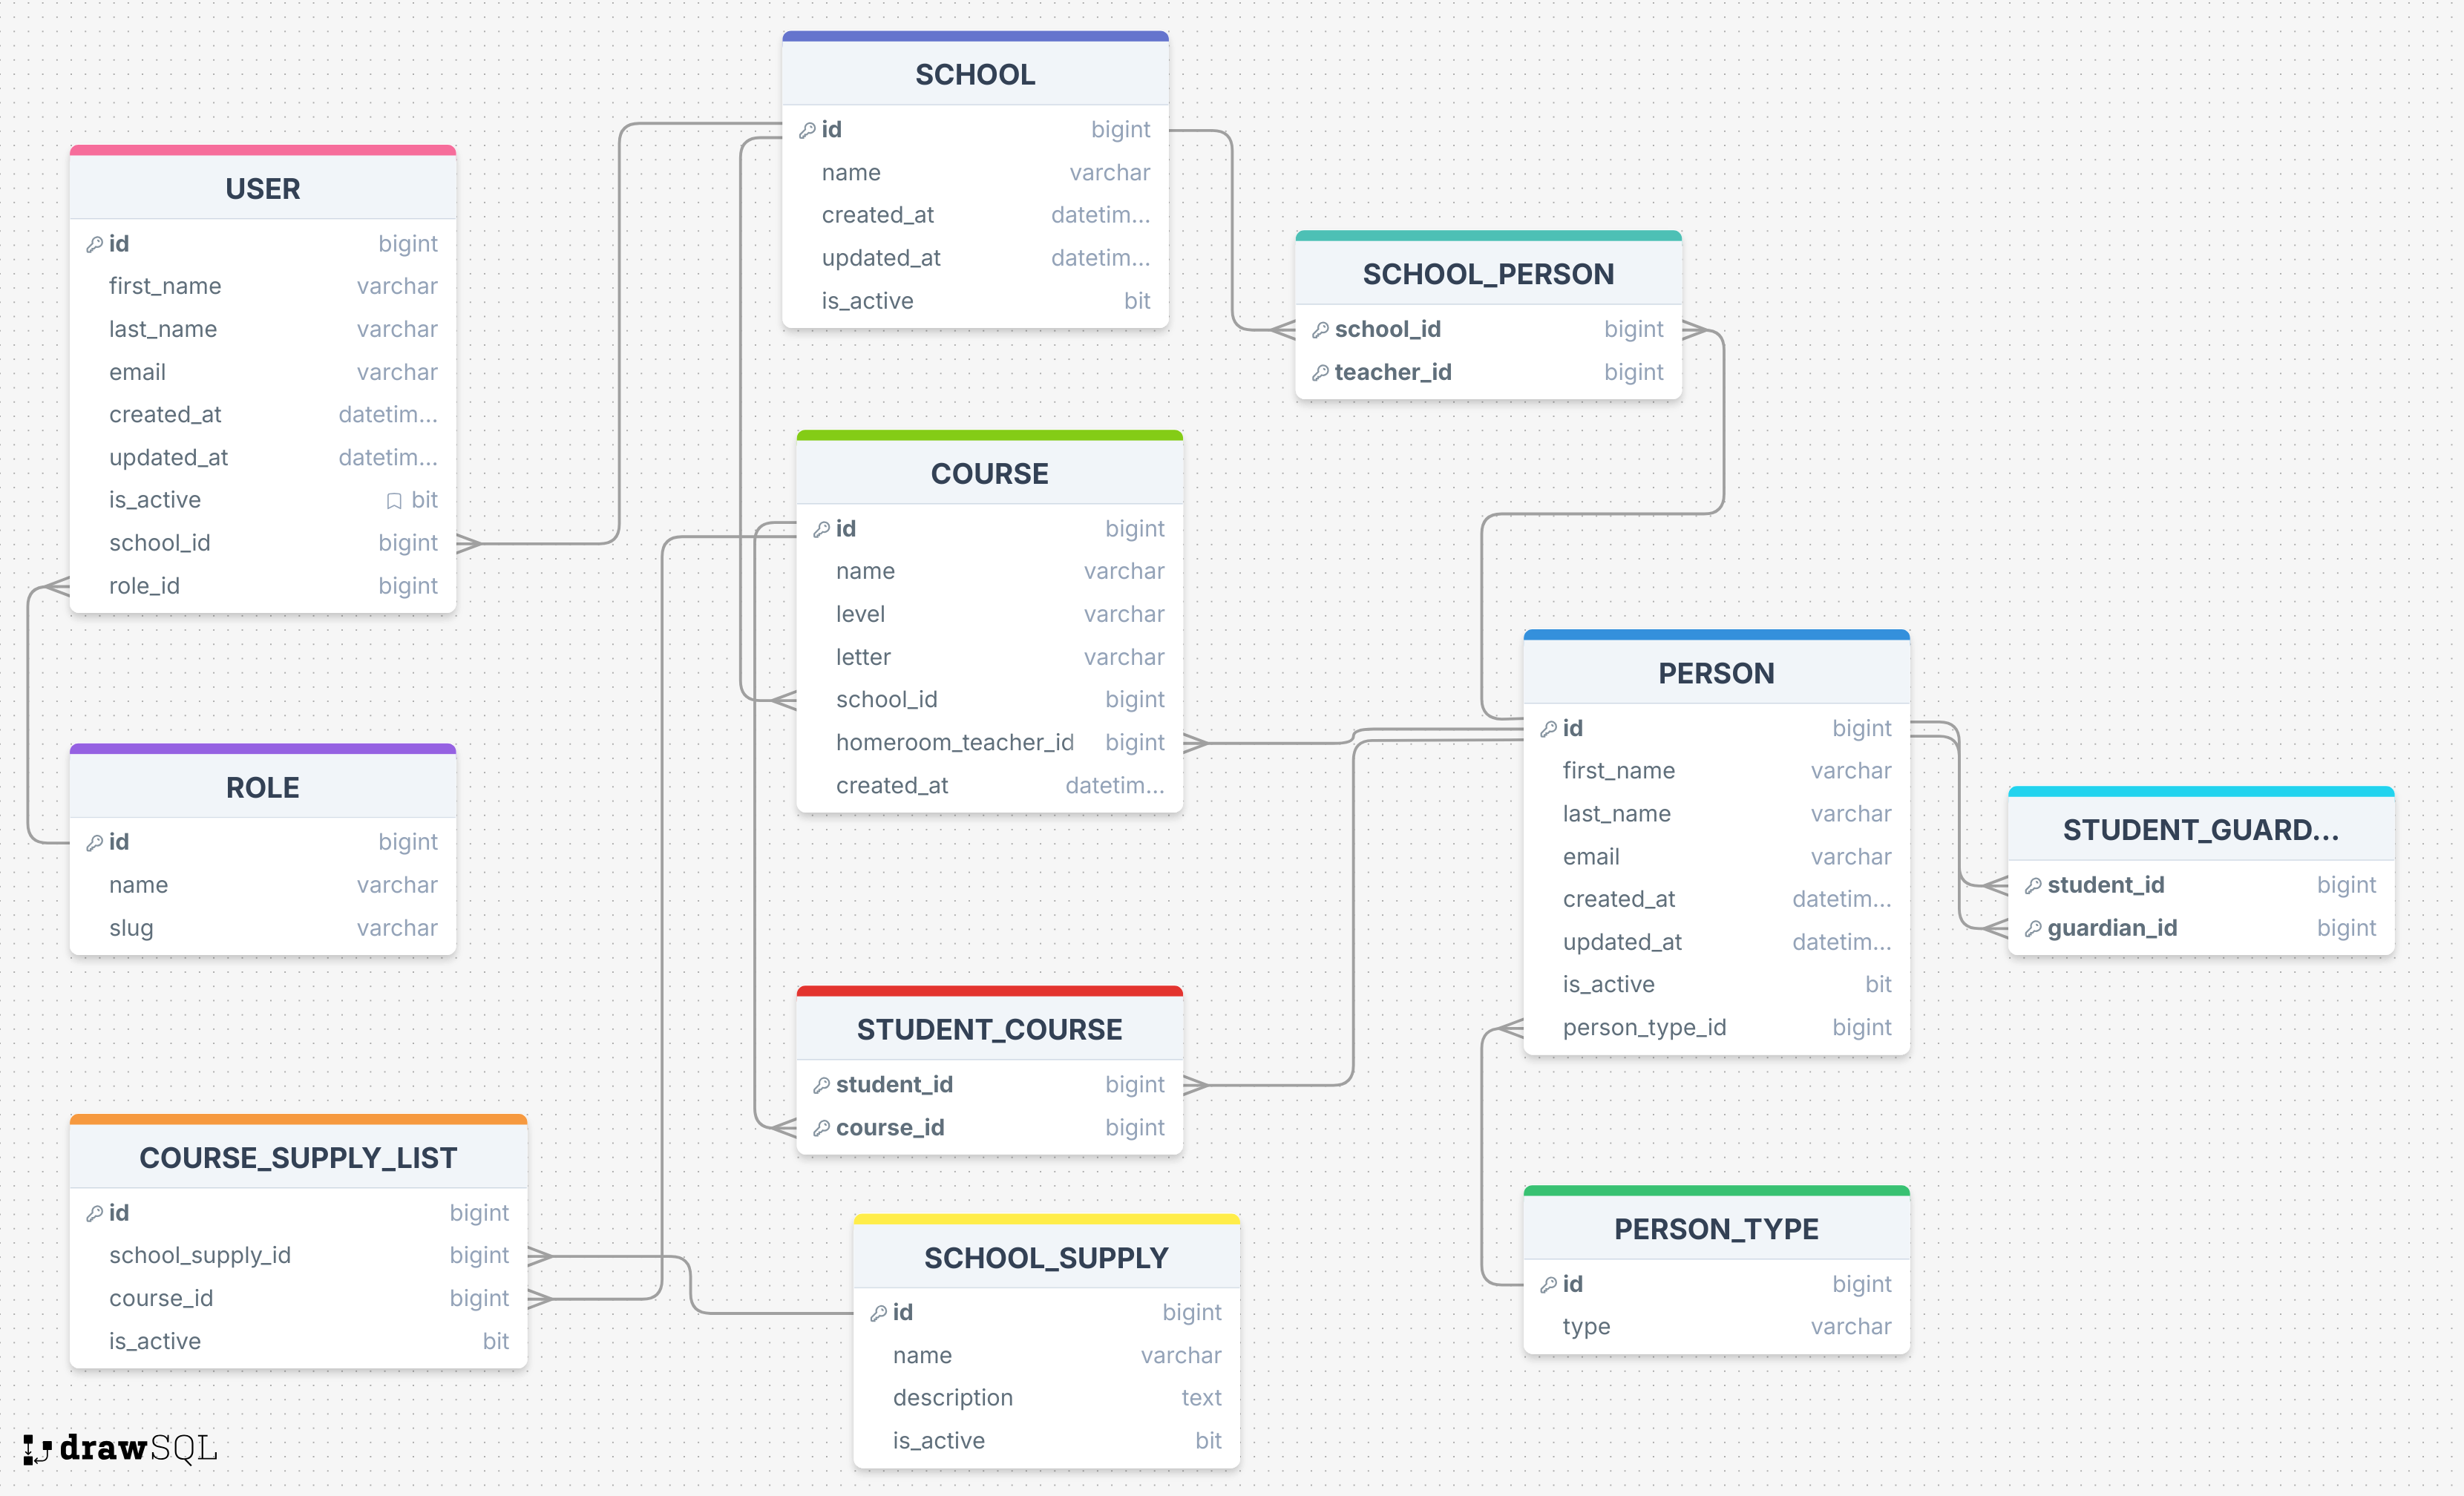 SCHOOL
id bigint
name varchar
created_at datetim...
updated_at datetim...
is_active bit
USER
id bigint
first_name varchar
last_name varchar
email varchar
created_at datetim...
updated_at datetim...
is_active bit
school_id bigint
role_id bigint
SCHOOL_PERSON
school_id bigint
teacher_id bigint
COURSE
id bigint
name varchar
level varchar
letter varchar
school_id bigint
homeroom_teacher_id bigint
created_at datetim...
PERSON
id bigint
first_name varchar
last_name varchar
email varchar
created_at datetim...
updated_at datetim...
is_active bit
person_type_id bigint
ROLE
id bigint
name varchar
slug varchar
STUDENT_GUARD...
student_id bigint
guardian_id bigint
STUDENT_COURSE
student_id bigint
course_id bigint
COURSE_SUPPLY_LIST
id bigint
school_supply_id bigint
course_id bigint
is_active bit
SCHOOL_SUPPLY
id bigint
name varchar
description text
is_active bit
PERSON_TYPE
id bigint
type varchar
drawSQL